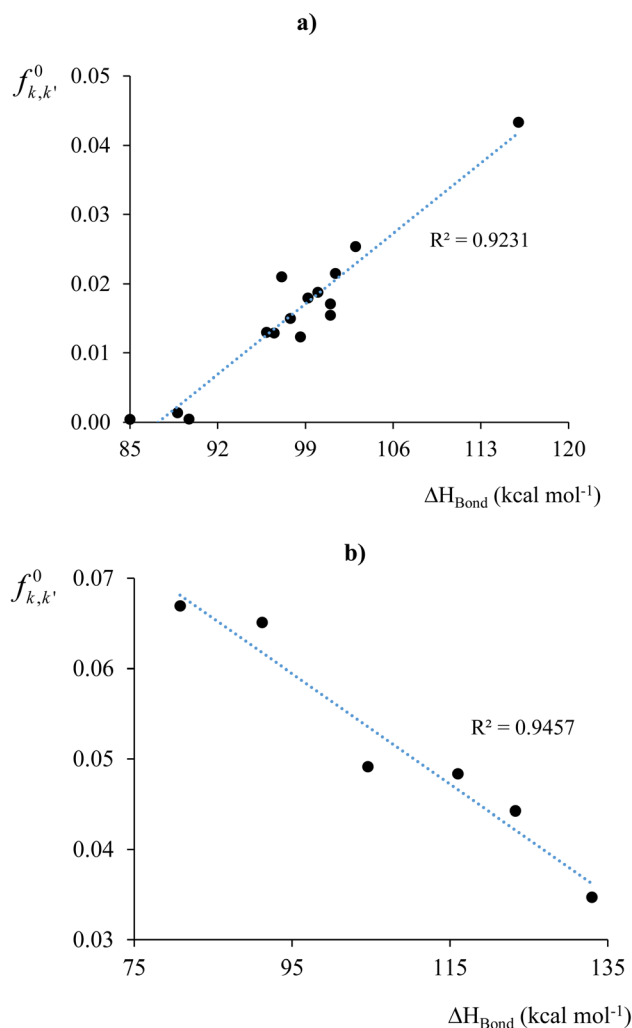 a)
f⁰k,k'
0.05
0.04
0.03
R² = 0.9231
0.02
0.01
0.00
85 92 99 106 113 120
ΔHBond (kcal mol⁻¹)
b)
f⁰k,k'
0.07
0.06
R² = 0.9457
0.05
0.04
0.03
75 95 115 135
ΔHBond (kcal mol⁻¹)